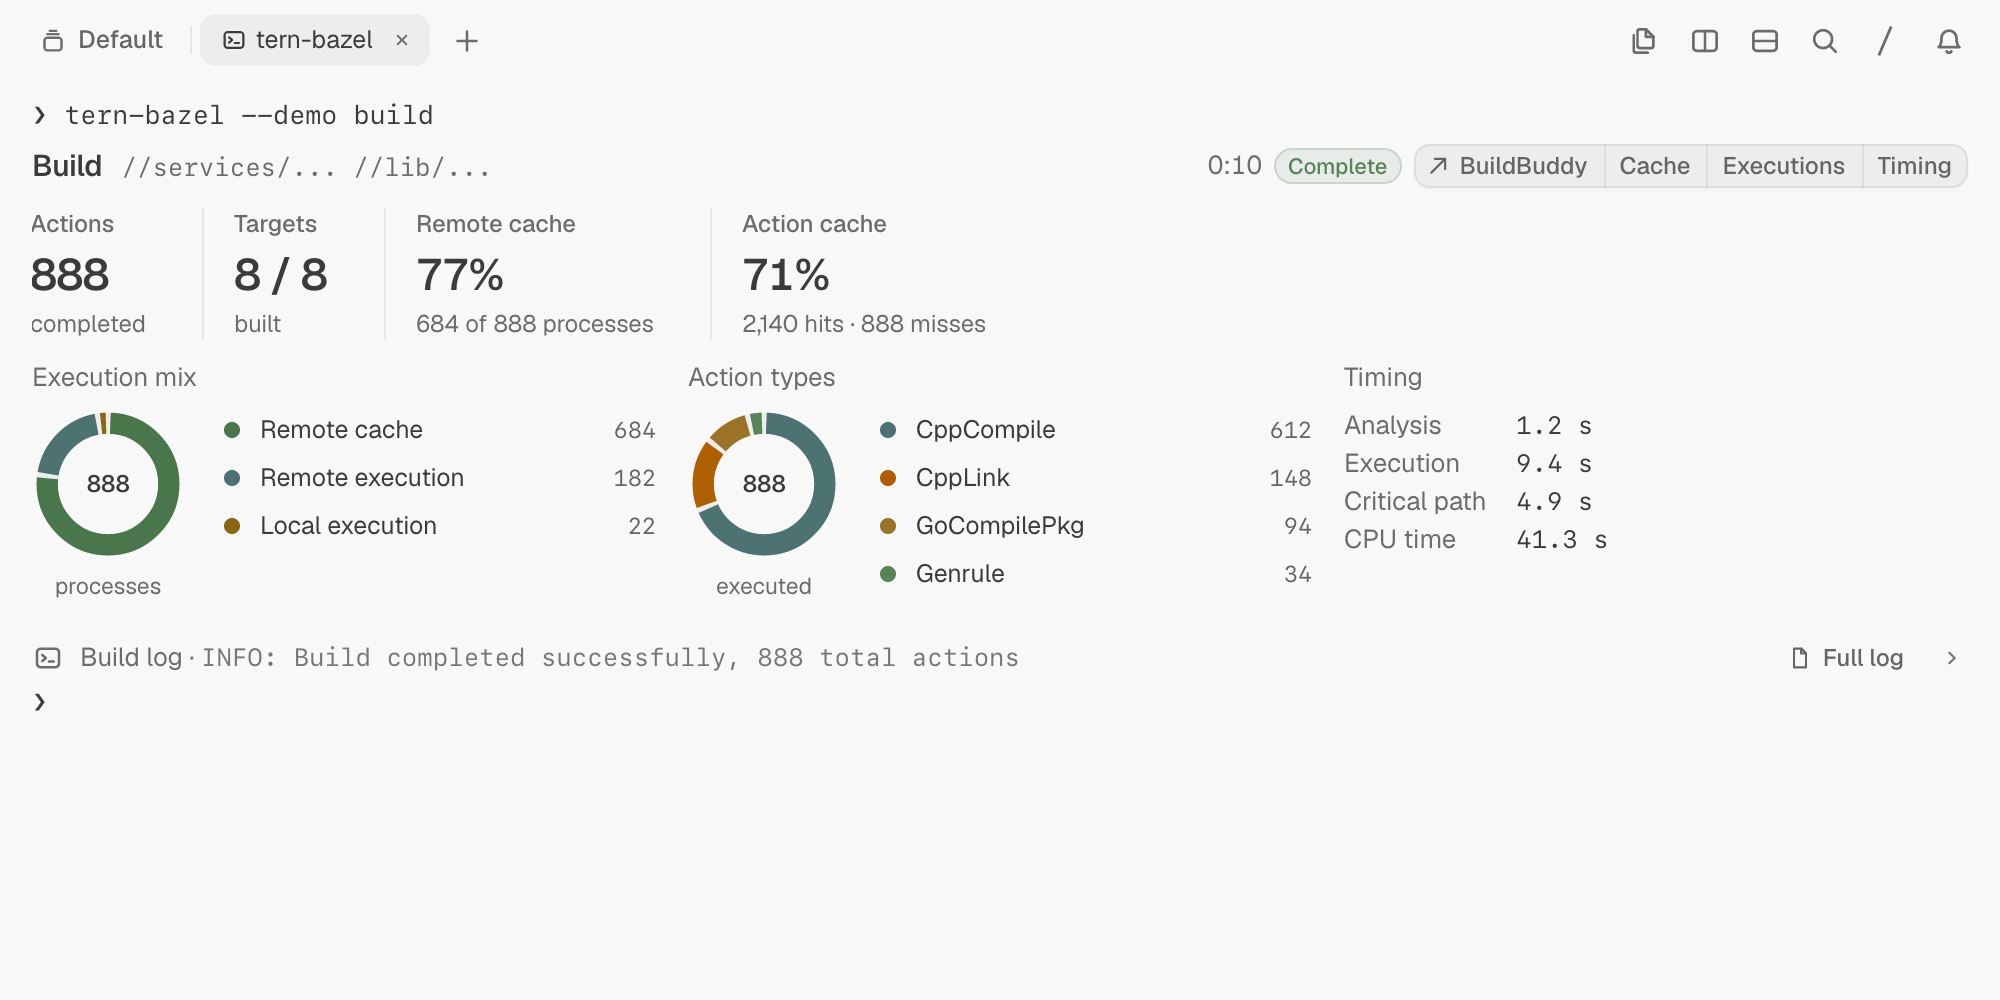 Default
tern-bazel ×
❯ tern-bazel --demo build
Build //services/... //lib/... 0:10 Complete BuildBuddy Cache Executions Timing
Actions Targets Remote cache Action cache
888 8 / 8 77% 71%
completed built 684 of 888 processes 2,140 hits · 888 misses
Execution mix
888
processes
Remote cache 684
Remote execution 182
Local execution 22
Action types
888
executed
CppCompile 612
CppLink 148
GoCompilePkg 94
Genrule 34
Timing
Analysis 1.2 s
Execution 9.4 s
Critical path 4.9 s
CPU time 41.3 s
Build log · INFO: Build completed successfully, 888 total actions Full log
❯